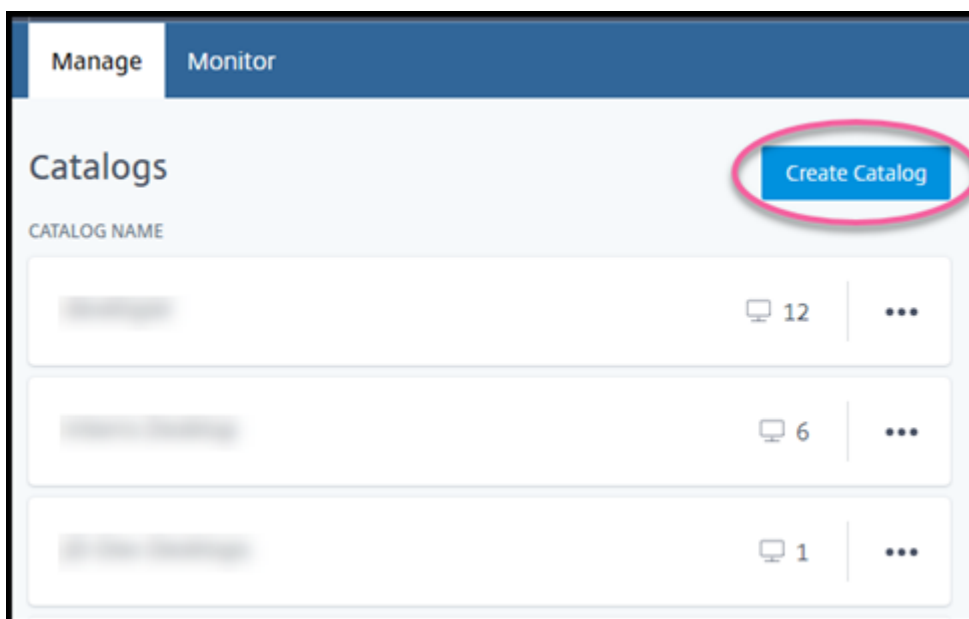 Manage Monitor
Catalogs
Create Catalog
CATALOG NAME
12
6
1